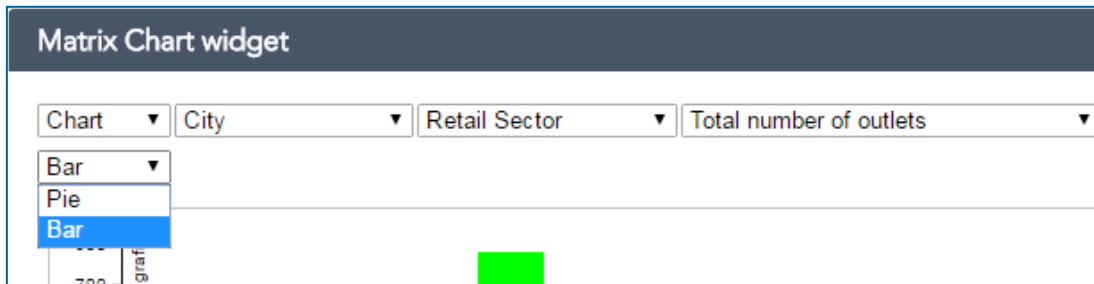 Matrix Chart widget
Chart City Retail Sector Total number of outlets
Bar
Pie
Bar